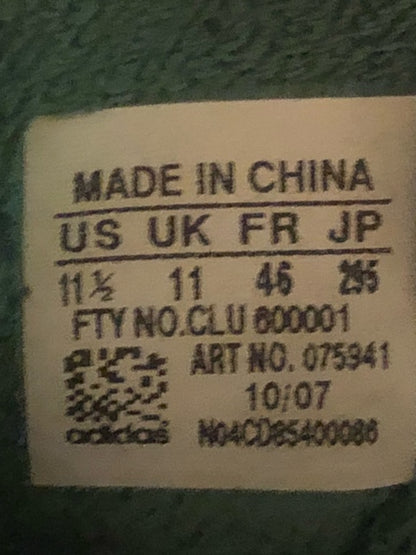 MADE IN CHINA
US UK FR JP
11½ 11 46 295
FTY NO.CLU 600001
ART NO. 075941
10/07
adidas N04CD85400086